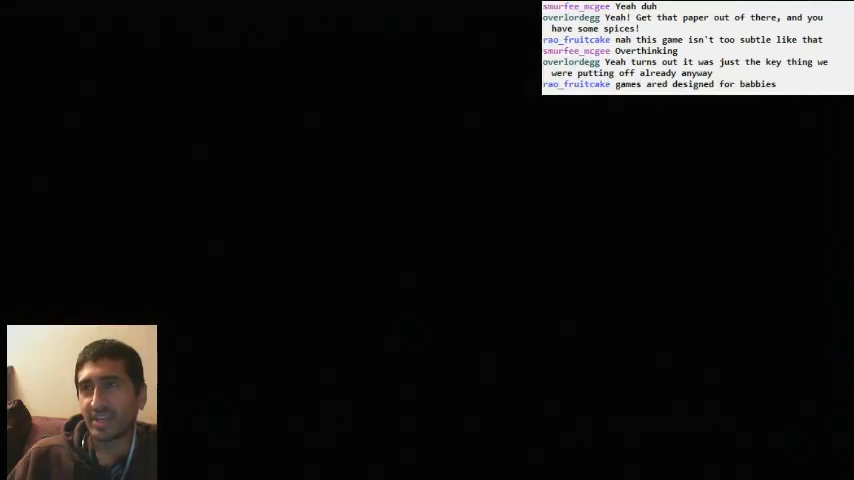 smurfee_mcgee Yeah duh
overlordegg Yeah! Get that paper out of there, and you
have some spices!
rao_fruitcake nah this game isn't too subtle like that
smurfee_mcgee Overthinking
overlordegg Yeah turns out it was just the key thing we
were putting off already anyway
rao_fruitcake games ared designed for babbies